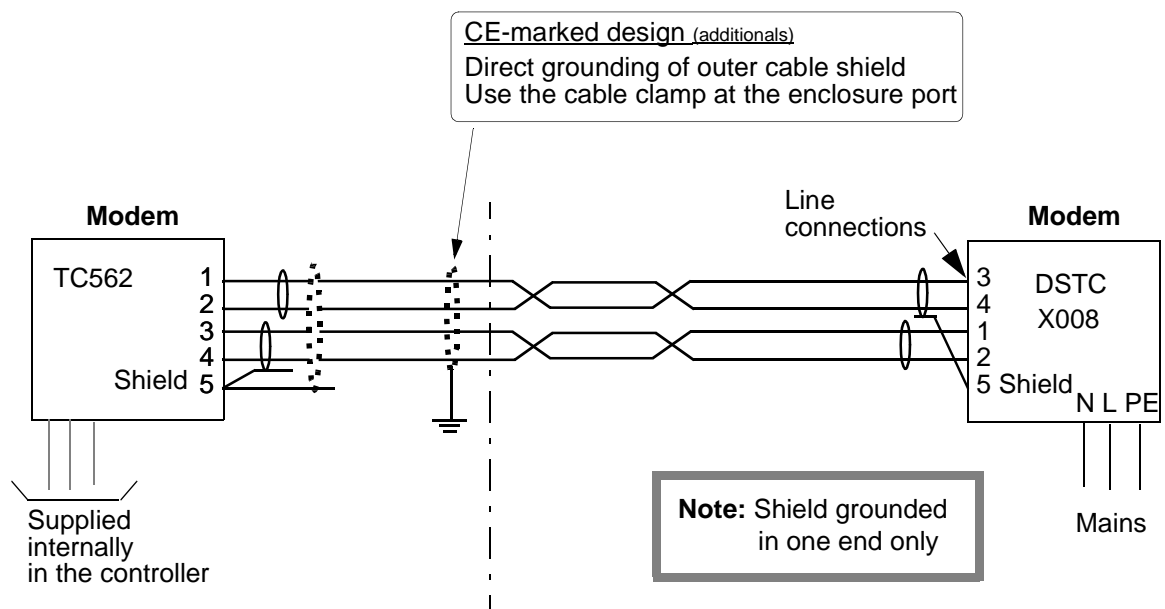 CE-marked design (additionals)
Direct grounding of outer cable shield
Use the cable clamp at the enclosure port
Line
connections
Modem
TC562
1
2
3
4
Shield 5
Modem
3
4
1
2
5 Shield
DSTC
X008
N L PE
Supplied
internally
in the controller
Note: Shield grounded
in one end only
Mains